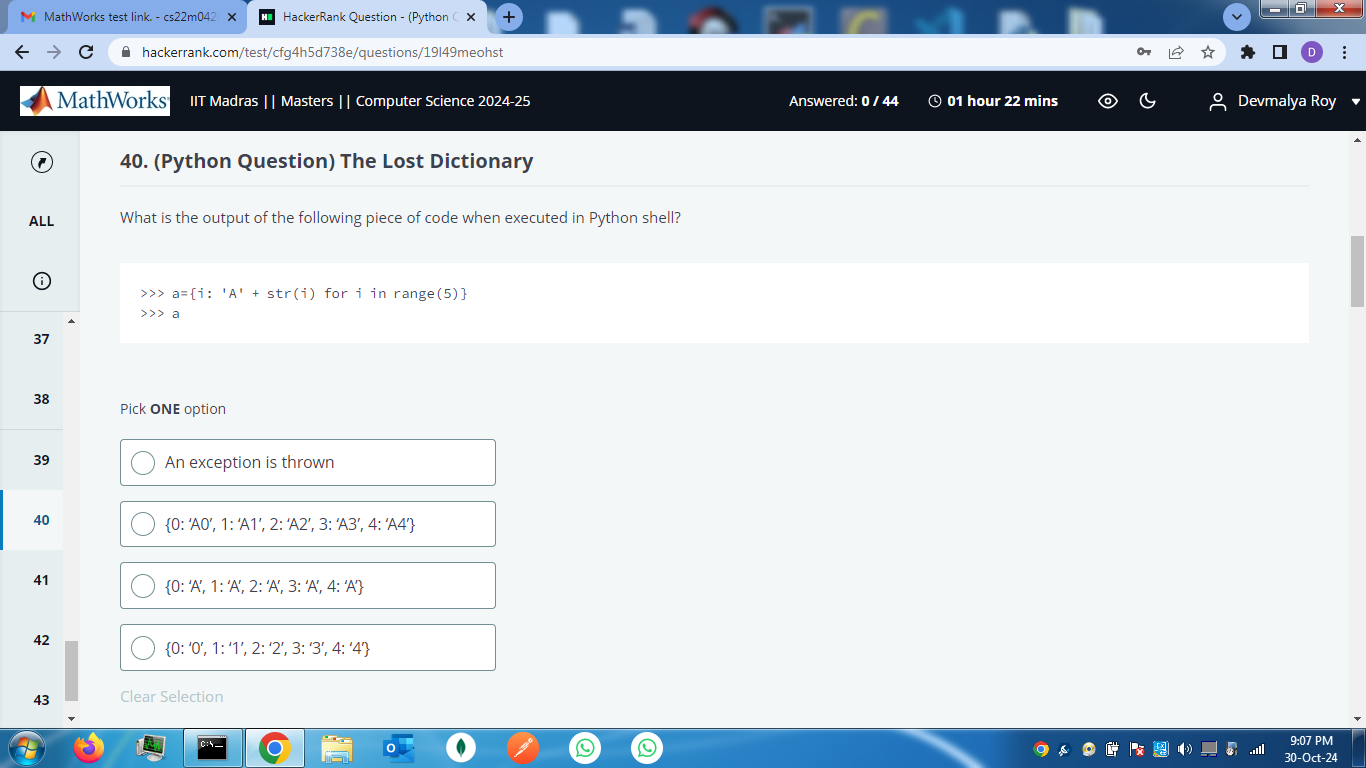 MathWorks test link. - cs22m042
HackerRank Question - (Python
hackerrank.com/test/cfg4h5d738e/questions/19l49meohst
D
MathWorks
IIT Madras || Masters || Computer Science 2024-25
Answered: 0 / 44
01 hour 22 mins
Devmalya Roy
ALL
37
38
39
40
41
42
43
40. (Python Question) The Lost Dictionary
What is the output of the following piece of code when executed in Python shell?
>>> a={i: 'A' + str(i) for i in range(5)}
>>> a
Pick ONE option
An exception is thrown
{0: ‘A0’, 1: ‘A1’, 2: ‘A2’, 3: ‘A3’, 4: ‘A4’}
{0: ‘A’, 1: ‘A’, 2: ‘A’, 3: ‘A’, 4: ‘A’}
{0: ‘0’, 1: ‘1’, 2: ‘2’, 3: ‘3’, 4: ‘4’}
Clear Selection
9:07 PM
30-Oct-24